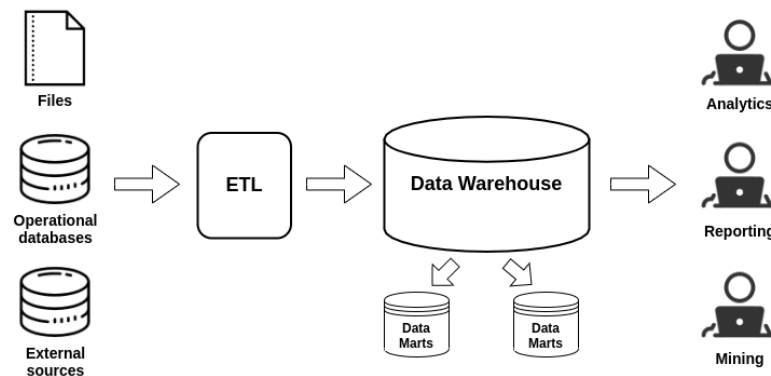 Files
Analytics
ETL
Data Warehouse
Operational
databases
Reporting
Data
Marts
Data
Marts
External
sources
Mining